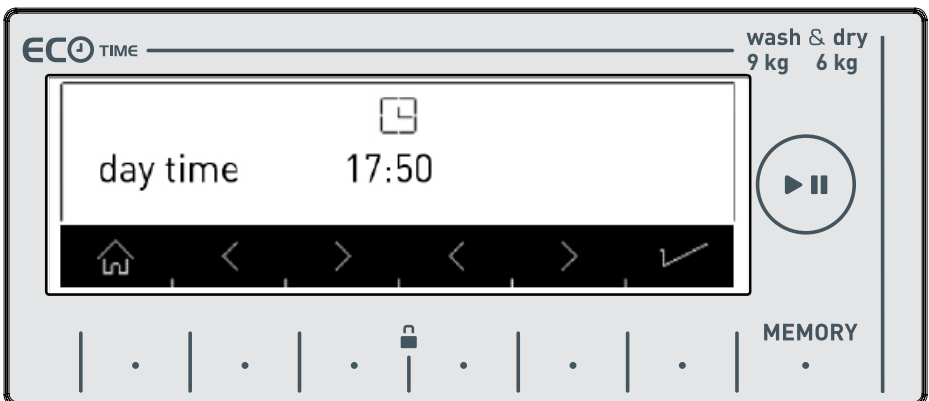 ECO TIME
wash & dry
9 kg 6 kg
day time 17:50
MEMORY